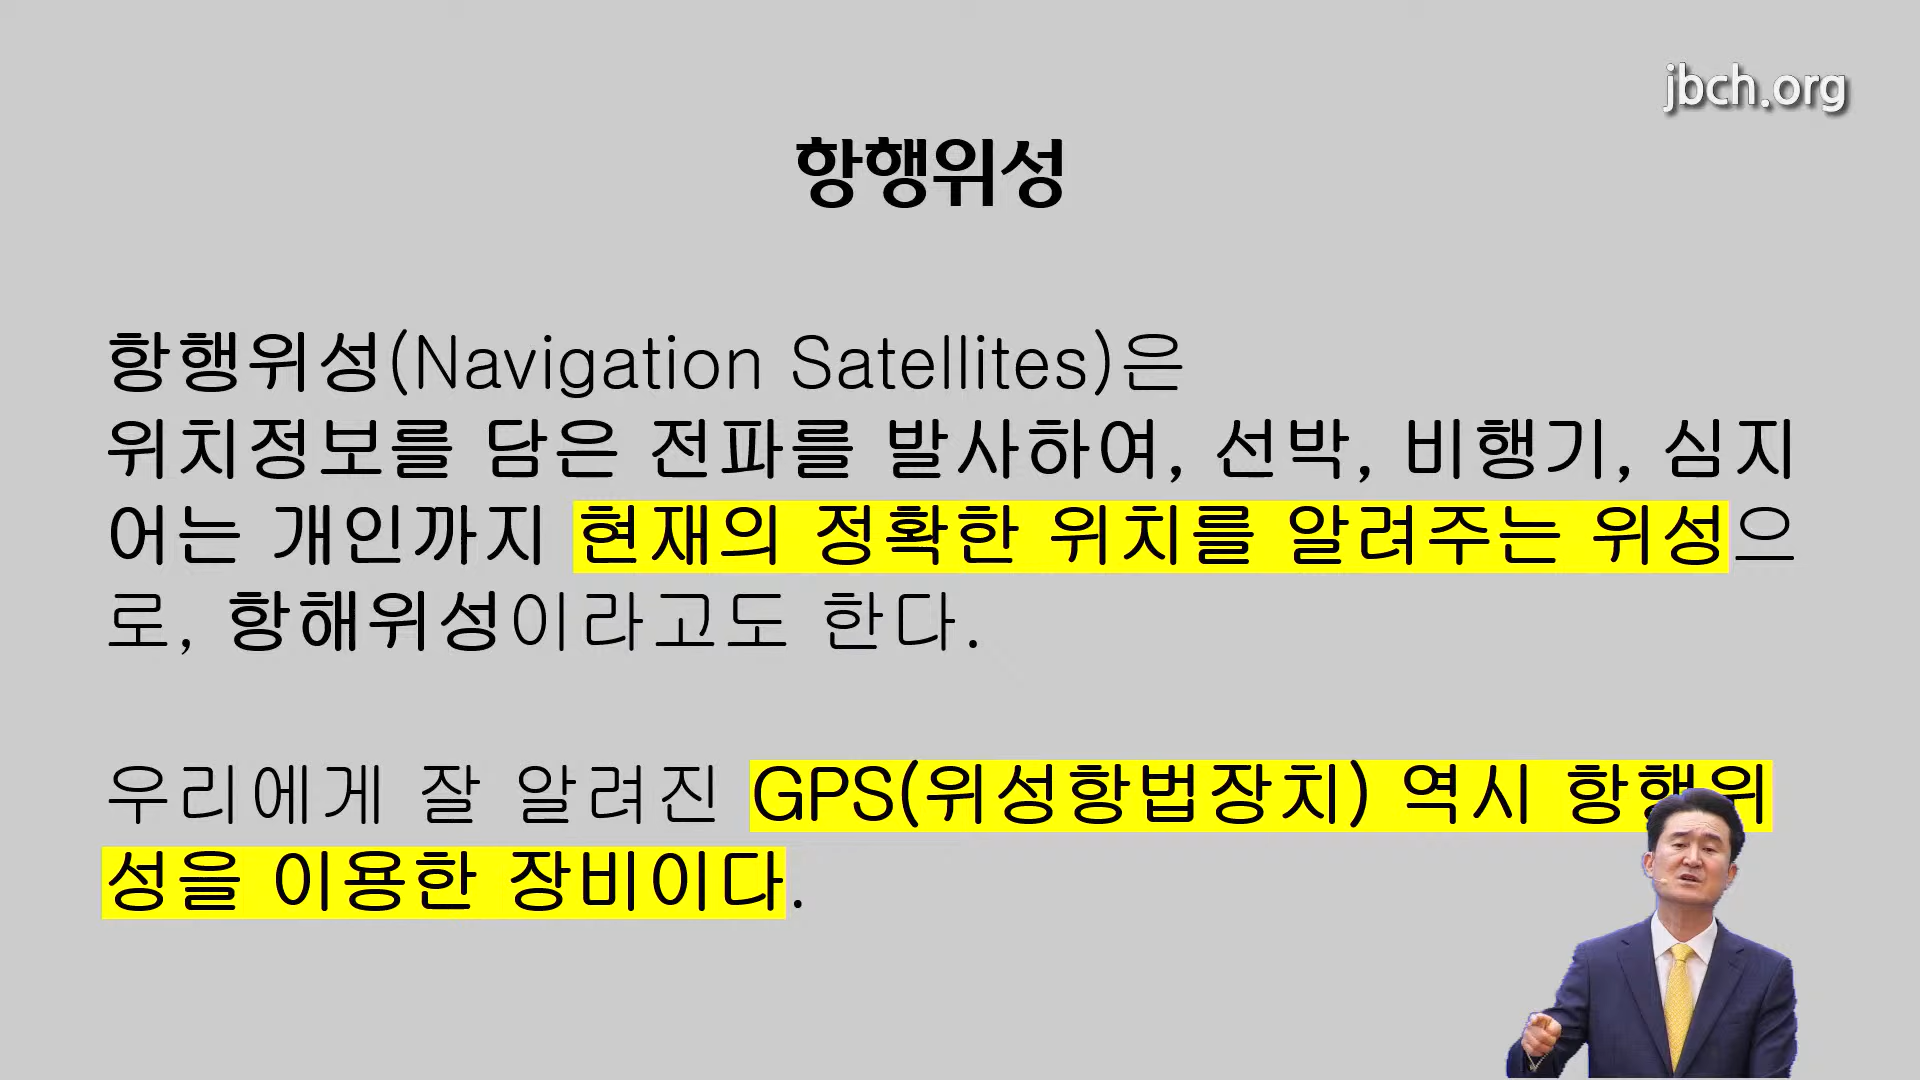 jbch.org
항행위성
항행위성(Navigation Satellites)은
위치정보를 담은 전파를 발사하여, 선박, 비행기, 심지
어는 개인까지 현재의 정확한 위치를 알려주는 위성으
로, 항해위성이라고도 한다.
우리에게 잘 알려진 GPS(위성항법장치) 역시 항행위
성을 이용한 장비이다.